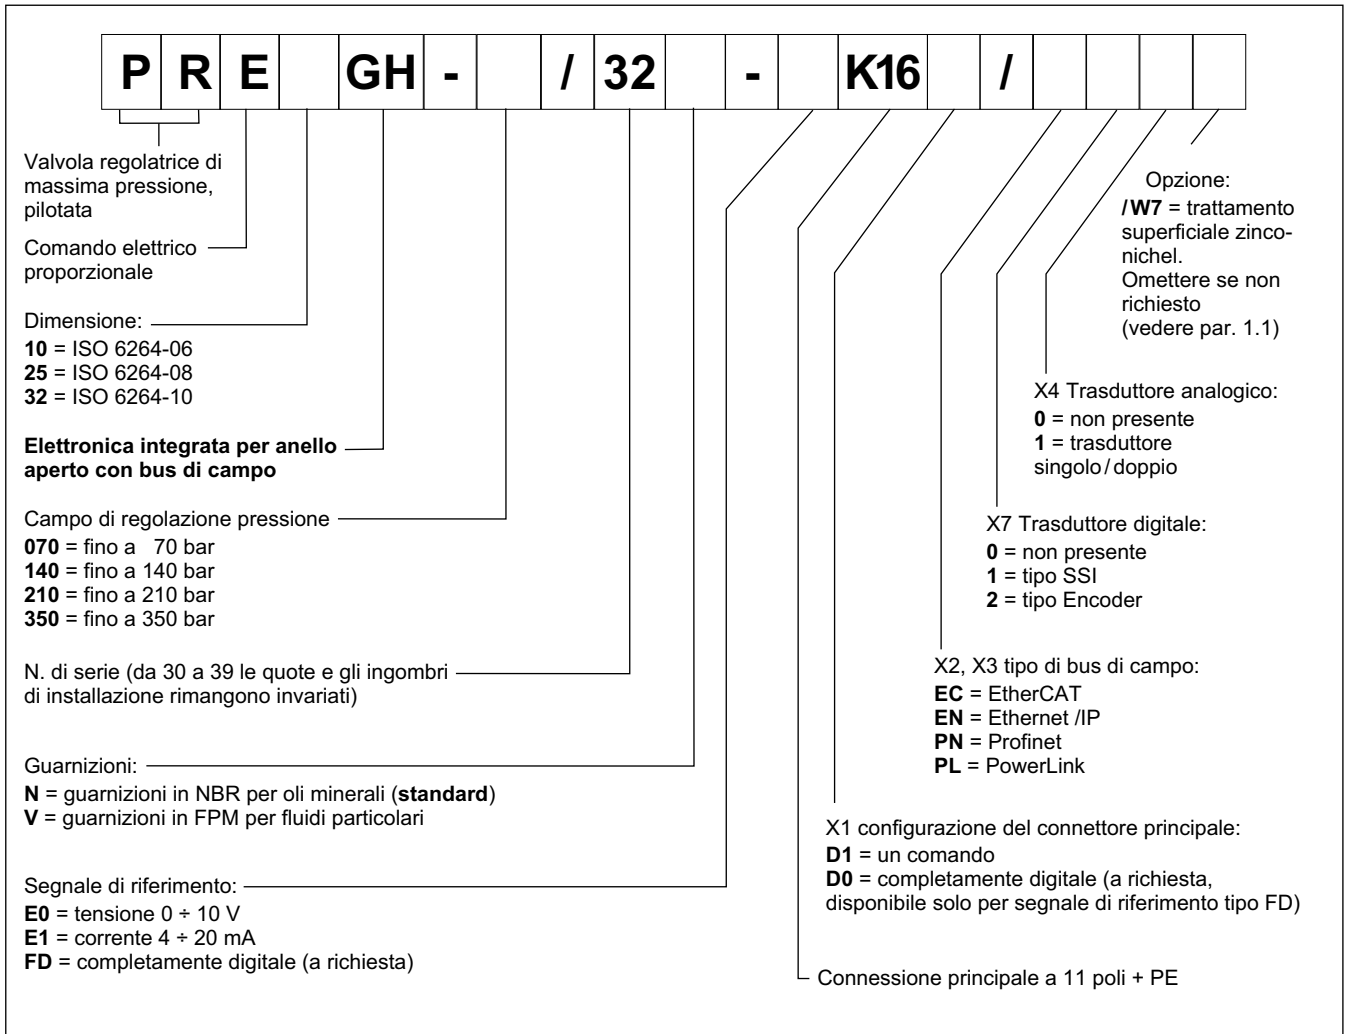 P R E GH - / 32 - K16 /
Valvola regolatrice di
massima pressione,
pilotata
Comando elettrico
proporzionale
Dimensione:
10 = ISO 6264-06
25 = ISO 6264-08
32 = ISO 6264-10
Elettronica integrata per anello
aperto con bus di campo
Campo di regolazione pressione
070 = fino a 70 bar
140 = fino a 140 bar
210 = fino a 210 bar
350 = fino a 350 bar
N. di serie (da 30 a 39 le quote e gli ingombri
di installazione rimangono invariati)
Guarnizioni:
N = guarnizioni in NBR per oli minerali (standard)
V = guarnizioni in FPM per fluidi particolari
Segnale di riferimento:
E0 = tensione 0 ÷ 10 V
E1 = corrente 4 ÷ 20 mA
FD = completamente digitale (a richiesta)
Opzione:
/W7 = trattamento
superficiale zinco-
nichel.
Omettere se non
richiesto
(vedere par. 1.1)
X4 Trasduttore analogico:
0 = non presente
1 = trasduttore
singolo/doppio
X7 Trasduttore digitale:
0 = non presente
1 = tipo SSI
2 = tipo Encoder
X2, X3 tipo di bus di campo:
EC = EtherCAT
EN = Ethernet /IP
PN = Profinet
PL = PowerLink
X1 configurazione del connettore principale:
D1 = un comando
D0 = completamente digitale (a richiesta,
disponibile solo per segnale di riferimento tipo FD)
Connessione principale a 11 poli + PE